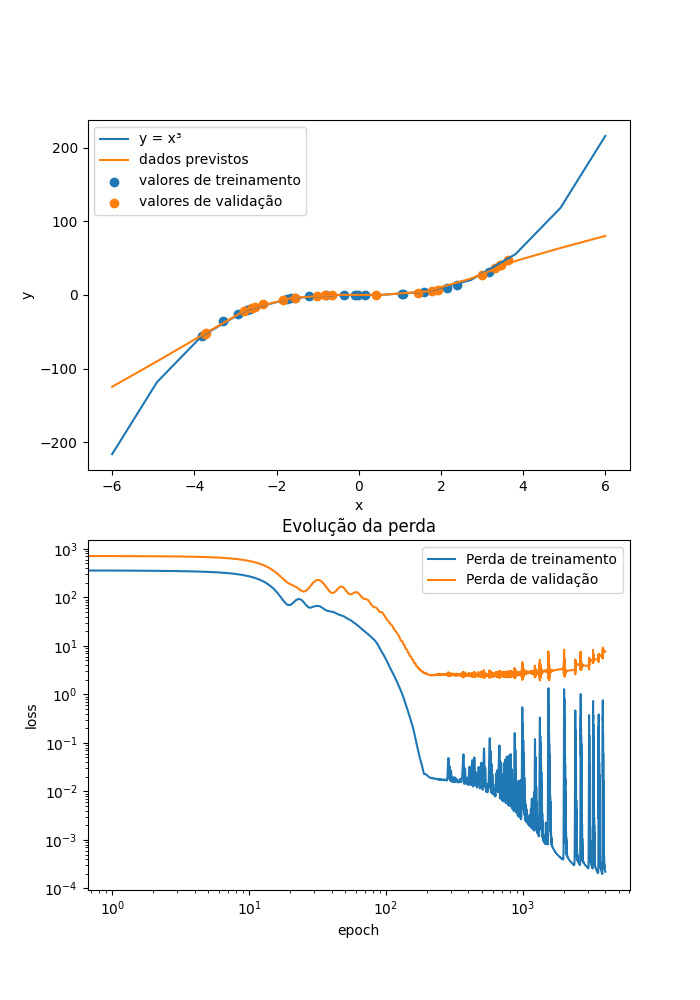 y = x³
dados previstos
valores de treinamento
valores de validação
200
100
0
−100
−200
y
−6
−4
−2
0
2
4
6
x
Evolução da perda
Perda de treinamento
Perda de validação
10³
10²
10¹
10⁰
10⁻¹
10⁻²
10⁻³
10⁻⁴
loss
10⁰
10¹
10²
10³
epoch